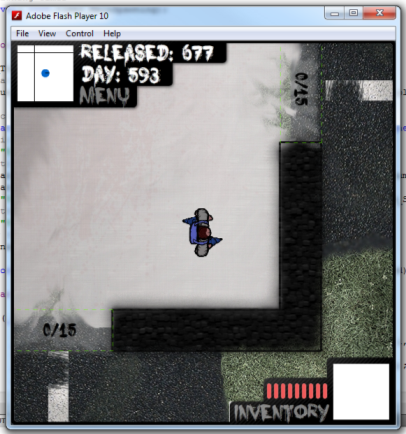 Adobe Flash Player 10
File View Control Help
RELEASED: 677
DAY: 593
MENU
0/15
0/15
INVENTORY